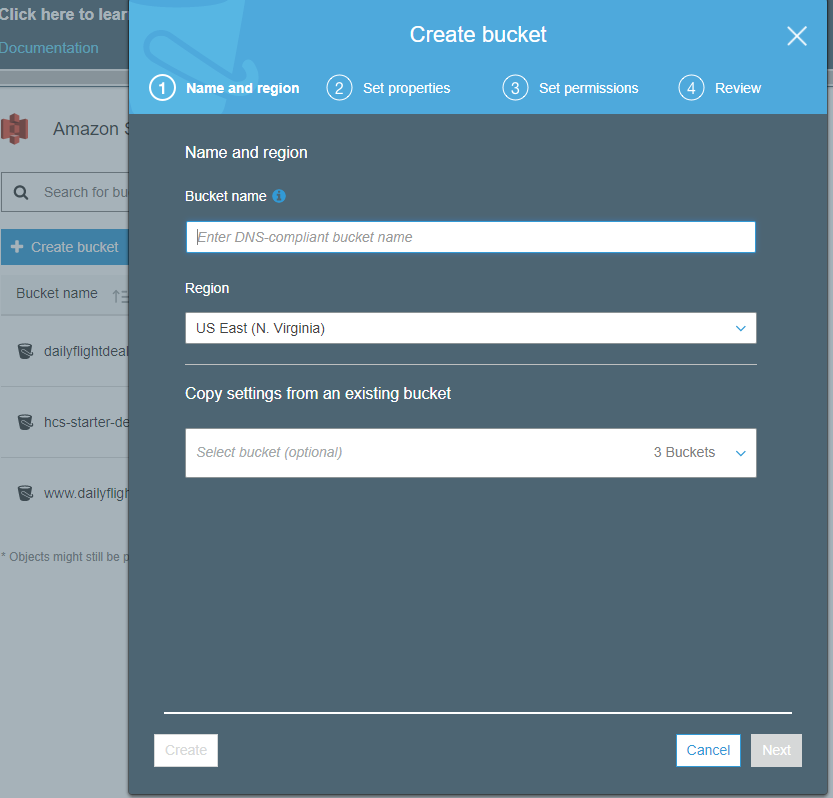 Click here to lear
Documentation
Create bucket
1 Name and region
2 Set properties
3 Set permissions
4 Review
Amazon S
Search for bu
Create bucket
Bucket name
dailyflightdeal
hcs-starter-de
www.dailyfligh
* Objects might still be p
Name and region
Bucket name
Enter DNS-compliant bucket name
Region
US East (N. Virginia)
Copy settings from an existing bucket
Select bucket (optional) 3 Buckets
Create Cancel Next